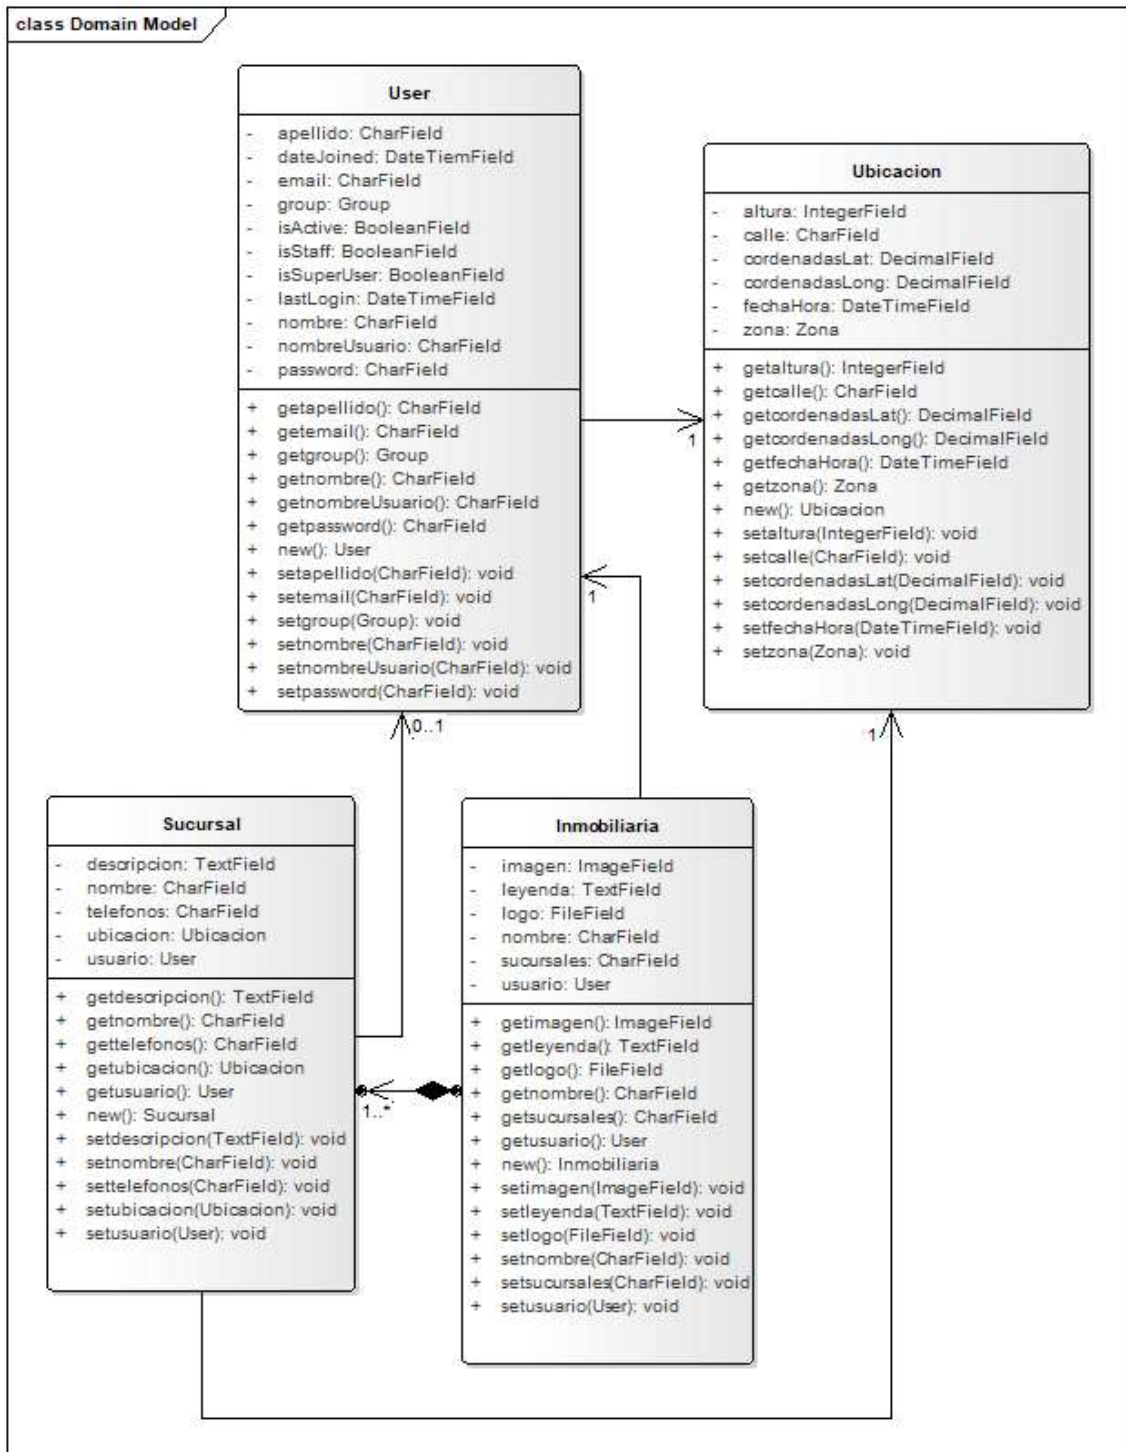 class Domain Model
User
- apellido: CharField
- dateJoined: DateTiemField
- email: CharField
- group: Group
- isActive: BooleanField
- isStaff: BooleanField
- isSuperUser: BooleanField
- lastLogin: DateTimeField
- nombre: CharField
- nombreUsuario: CharField
- password: CharField
+ getapellido(): CharField
+ getemail(): CharField
+ getgroup(): Group
+ getnombre(): CharField
+ getnombreUsuario(): CharField
+ getpassword(): CharField
+ new(): User
+ setapellido(CharField): void
+ setemail(CharField): void
+ setgroup(Group): void
+ setnombre(CharField): void
+ setnombreUsuario(CharField): void
+ setpassword(CharField): void
Ubicacion
- altura: IntegerField
- calle: CharField
- cordenadasLat: DecimalField
- cordenadasLong: DecimalField
- fechaHora: DateTimeField
- zona: Zona
+ getaltura(): IntegerField
+ getcalle(): CharField
+ getcordenadasLat(): DecimalField
+ getcordenadasLong(): DecimalField
+ getfechaHora(): DateTimeField
+ getzona(): Zona
+ new(): Ubicacion
+ setaltura(IntegerField): void
+ setcalle(CharField): void
+ setcordenadasLat(DecimalField): void
+ setcordenadasLong(DecimalField): void
+ setfechaHora(DateTimeField): void
+ setzona(Zona): void
1
1
0..1
1
Sucursal
- descripcion: TextField
- nombre: CharField
- telefonos: CharField
- ubicacion: Ubicacion
- usuario: User
+ getdescripcion(): TextField
+ getnombre(): CharField
+ gettelefonos(): CharField
+ getubicacion(): Ubicacion
+ getusuario(): User
+ new(): Sucursal
+ setdescripcion(TextField): void
+ setnombre(CharField): void
+ settelefonos(CharField): void
+ setubicacion(Ubicacion): void
+ setusuario(User): void
1..*
Inmobiliaria
- imagen: ImageField
- leyenda: TextField
- logo: FileField
- nombre: CharField
- sucursales: CharField
- usuario: User
+ getimagen(): ImageField
+ getleyenda(): TextField
+ getlogo(): FileField
+ getnombre(): CharField
+ getsucursales(): CharField
+ getusuario(): User
+ new(): Inmobiliaria
+ setimagen(ImageField): void
+ setleyenda(TextField): void
+ setlogo(FileField): void
+ setnombre(CharField): void
+ setsucursales(CharField): void
+ setusuario(User): void